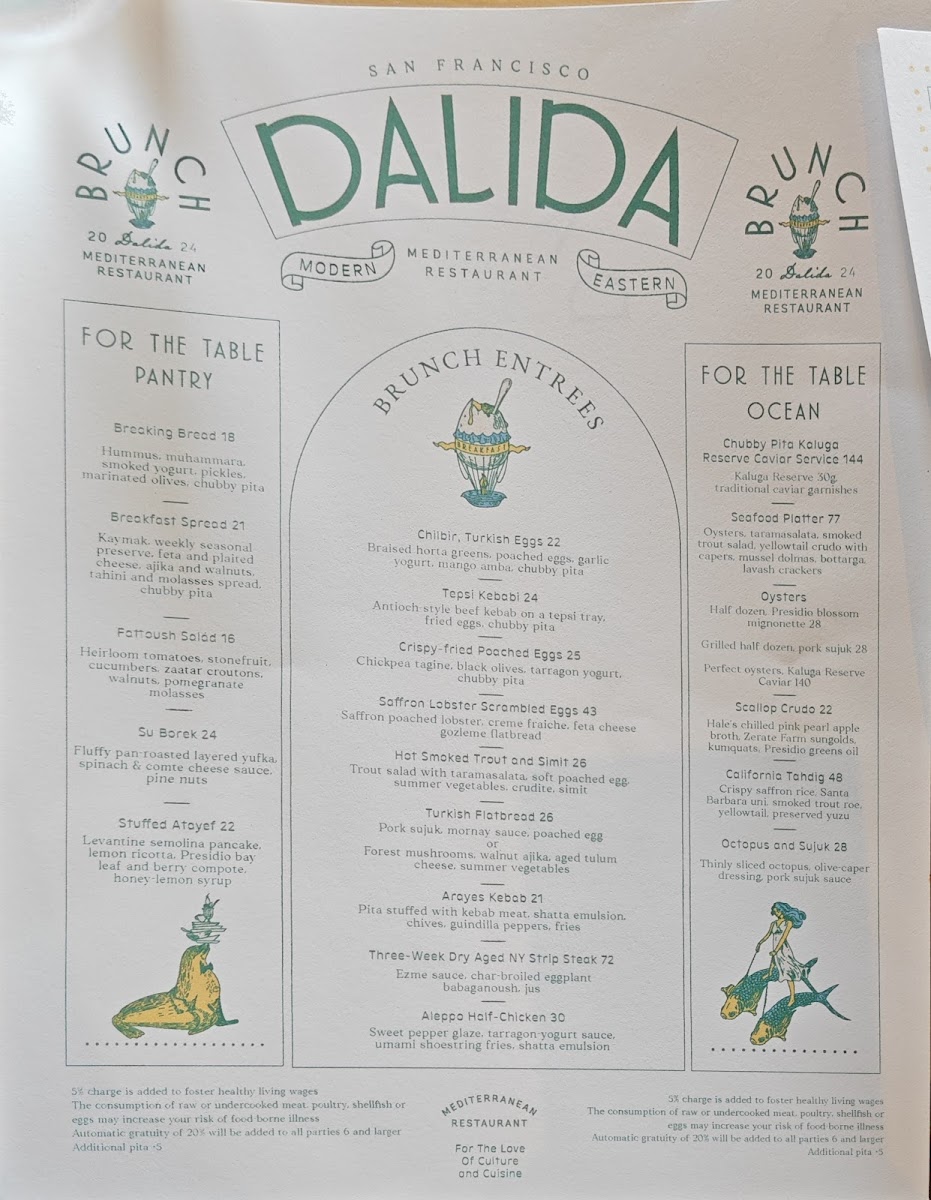 SAN FRANCISCO
DALIDA
MODERN
MEDITERRANEAN
RESTAURANT
EASTERN
BRUNCH
20 Dalida 24
MEDITERRANEAN
RESTAURANT
BRUNCH
20 Dalida 24
MEDITERRANEAN
RESTAURANT
FOR THE TABLE
PANTRY
Breaking Bread 18
Hummus, muhammara,
smoked yogurt, pickles,
marinated olives, chubby pita
Breakfast Spread 21
Kaymak, weekly seasonal
preserve, feta and plaited
cheese, ajika and walnuts,
tahini and molasses spread,
chubby pita
Fattoush Salad 16
Heirloom tomatoes, stonefruit,
cucumbers, zaatar croutons,
walnuts, pomegranate
molasses
Su Borek 24
Fluffy pan-roasted layered yufka,
spinach & comte cheese sauce,
pine nuts
Stuffed Atayef 22
Levantine semolina pancake,
lemon ricotta, Presidio bay
leaf and berry compote,
honey-lemon syrup
BRUNCH ENTREES
BREAKFAST
Chilbir, Turkish Eggs 22
Braised horta greens, poached eggs, garlic
yogurt, mango amba, chubby pita
Tepsi Kebabi 24
Antioch-style beef kebab on a tepsi tray,
fried eggs, chubby pita
Crispy-fried Poached Eggs 25
Chickpea tagine, black olives, tarragon yogurt,
chubby pita
Saffron Lobster Scrambled Eggs 43
Saffron poached lobster, creme fraiche, feta cheese
gozleme flatbread
Hot Smoked Trout and Simit 26
Trout salad with taramasalata, soft poached egg,
summer vegetables, crudite, simit
Turkish Flatbread 26
Pork sujuk, mornay sauce, poached egg
or
Forest mushrooms, walnut ajika, aged tulum
cheese, summer vegetables
Arayes Kebab 21
Pita stuffed with kebab meat, shatta emulsion,
chives, guindilla peppers, fries
Three-Week Dry Aged NY Strip Steak 72
Ezme sauce, char-broiled eggplant
babaganoush, jus
Aleppo Half-Chicken 30
Sweet pepper glaze, tarragon-yogurt sauce,
umami shoestring fries, shatta emulsion
FOR THE TABLE
OCEAN
Chubby Pita Kaluga
Reserve Caviar Service 144
Kaluga Reserve 30g,
traditional caviar garnishes
Seafood Platter 77
Oysters, taramasalata, smoked
trout salad, yellowtail crudo with
capers, mussel dolmas, bottarga,
lavash crackers
Oysters
Half dozen, Presidio blossom
mignonette 28
Grilled half dozen, pork sujuk 28
Perfect oysters, Kaluga Reserve
Caviar 140
Scallop Crudo 22
Hale's chilled pink pearl apple
broth, Zerate Farm sungolds,
kumquats, Presidio greens oil
California Tahdig 48
Crispy saffron rice, Santa
Barbara uni, smoked trout roe,
yellowtail, preserved yuzu
Octopus and Sujuk 28
Thinly sliced octopus, olive-caper
dressing, pork sujuk sauce
5% charge is added to foster healthy living wages
The consumption of raw or undercooked meat, poultry, shellfish or
eggs may increase your risk of food borne illness
Automatic gratuity of 20% will be added to all parties 6 and larger
Additional pita +5
MEDITERRANEAN
RESTAURANT
For The Love
Of Culture
and Cuisine
5% charge is added to foster healthy living wages
The consumption of raw or undercooked meat, poultry, shellfish or
eggs may increase your risk of food borne illness
Automatic gratuity of 20% will be added to all parties 6 and larger
Additional pita +5